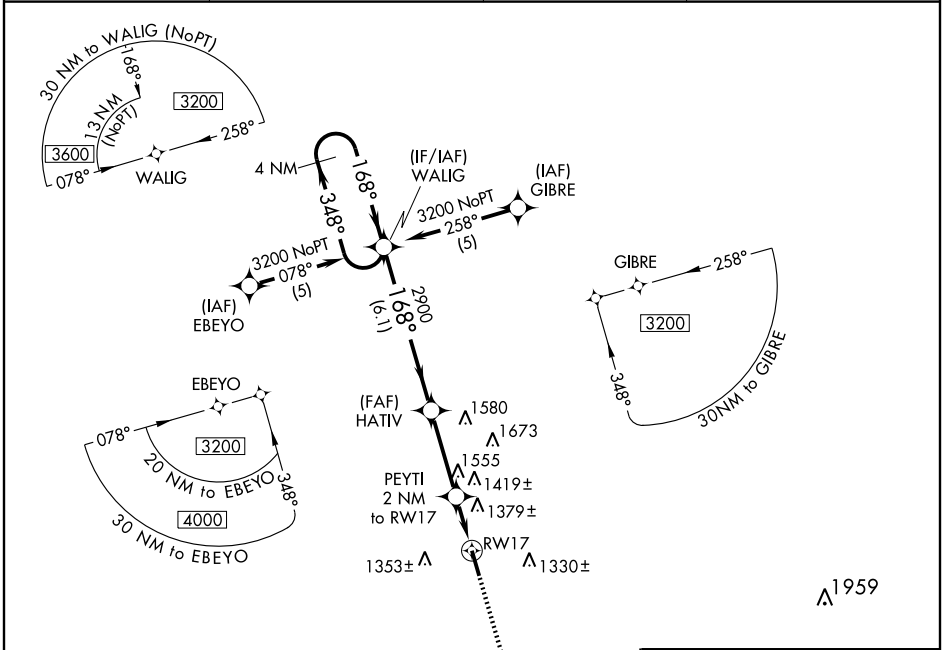 30 NM to WALIG (NoPT)
168°
13 NM
(NoPT)
3200
3600
078°
258°
WALIG
4 NM
168°
348°
(IF/IAF)
WALIG
(IAF)
GIBRE
3200 NoPT
258°
(5)
3200 NoPT
078°
(5)
(IAF)
EBEYO
2900
168°
(6.1)
GIBRE
258°
3200
348°
30NM to GIBRE
EBEYO
078°
3200
20 NM to EBEYO
348°
4000
30 NM to EBEYO
(FAF)
HATIV
1580
1673
1555
1419±
1379±
PEYTI
2 NM
to RW17
RW17
1353±
1330±
1959